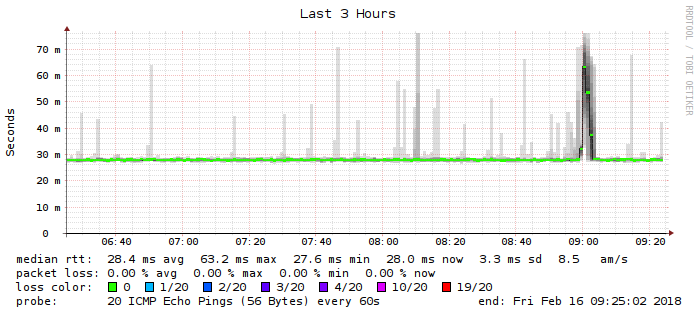 Last 3 Hours
RRDTOOL / TOBI OETIKER
Seconds
70 m
60 m
50 m
40 m
30 m
20 m
10 m
0
06:40 07:00 07:20 07:40 08:00 08:20 08:40 09:00 09:20
median rtt: 28.4 ms avg 63.2 ms max 27.6 ms min 28.0 ms now 3.3 ms sd 8.5 am/s
packet loss: 0.00 % avg 0.00 % max 0.00 % min 0.00 % now
loss color: 0 1/20 2/20 3/20 4/20 10/20 19/20
probe: 20 ICMP Echo Pings (56 Bytes) every 60s end: Fri Feb 16 09:25:02 2018